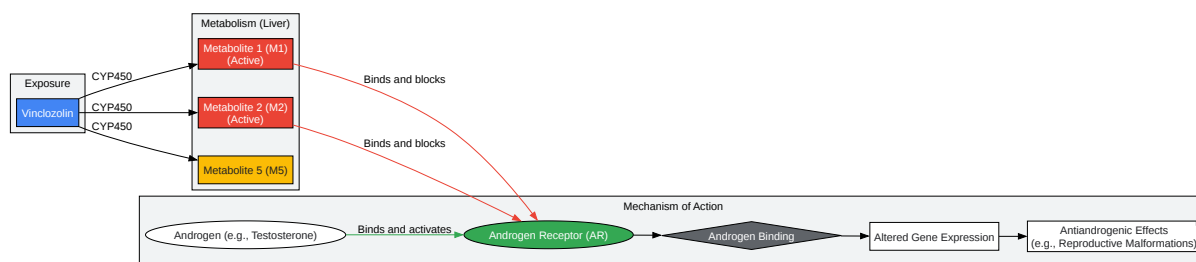 Metabolism (Liver)
Metabolite 1 (M1)
(Active)
CYP450
Binds and blocks
Exposure
Vinclozolin
CYP450
Metabolite 2 (M2)
(Active)
CYP450
Binds and blocks
Metabolite 5 (M5)
Mechanism of Action
Androgen (e.g., Testosterone)
Binds and activates
Androgen Receptor (AR)
Androgen Binding
Altered Gene Expression
Antiandrogenic Effects
(e.g., Reproductive Malformations)